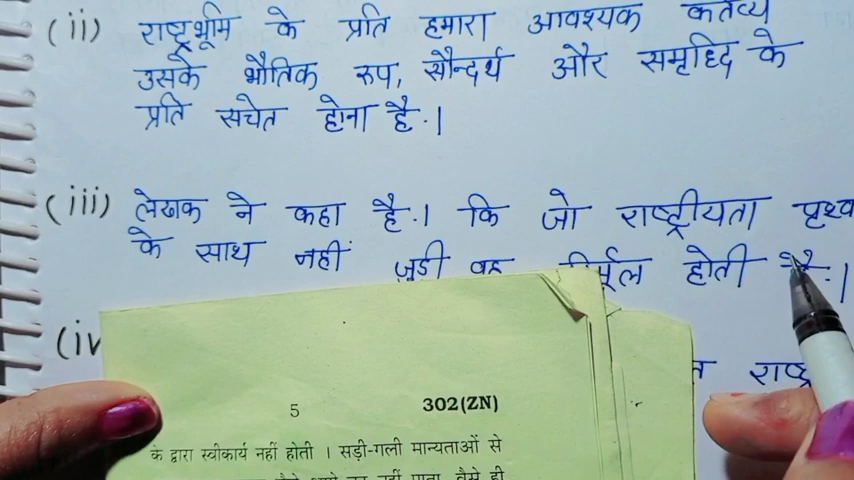 (ii) राष्ट्रभूमि के प्रति हमारा आवश्यक कर्तव्य
उसके भौतिक रूप, सौन्दर्य और समृध्दि के
प्रति सचेत होना है।
(iii) लेखक ने कहा है। कि जो राष्ट्रीयता
के साथ नहीं जुडी वह निर्मूल होती है।
(iv
राष्ट्र
5 302(ZN)
के द्वारा स्वीकार्य नहीं होती । सड़ी-गली मान्यताओं से